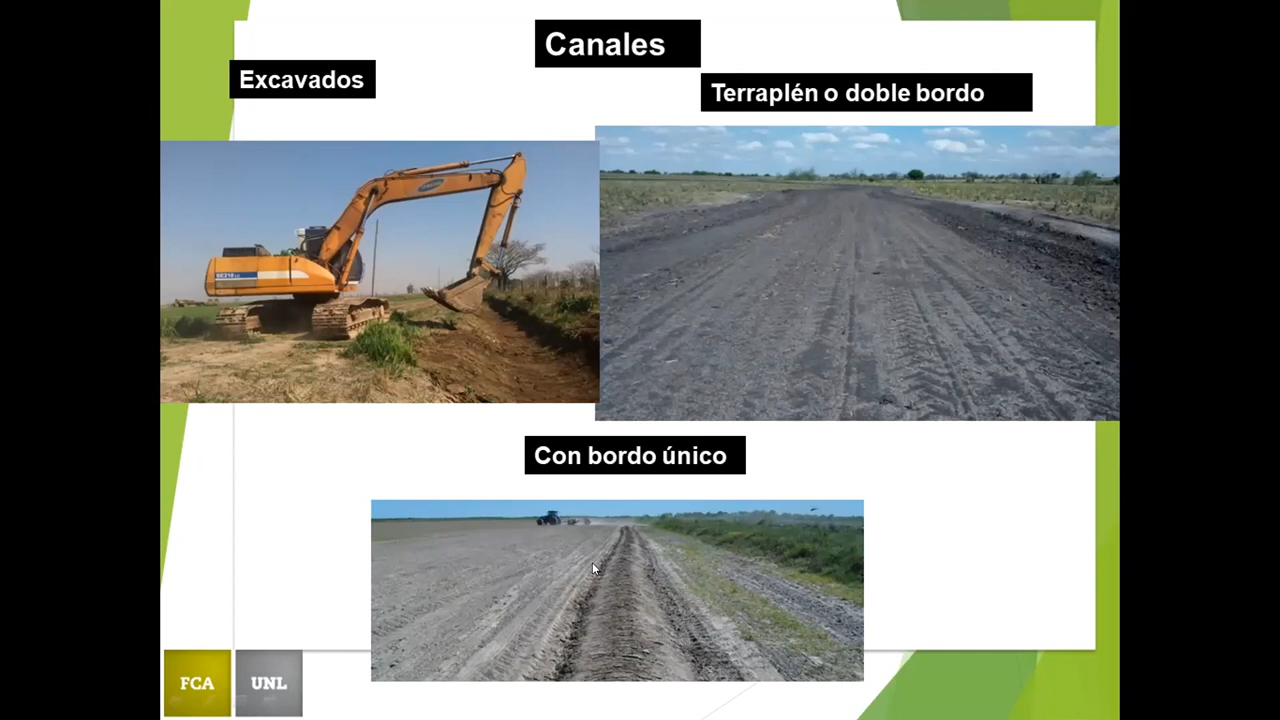 Canales
Excavados
Terraplén o doble bordo
Con bordo único
FCA
UNL